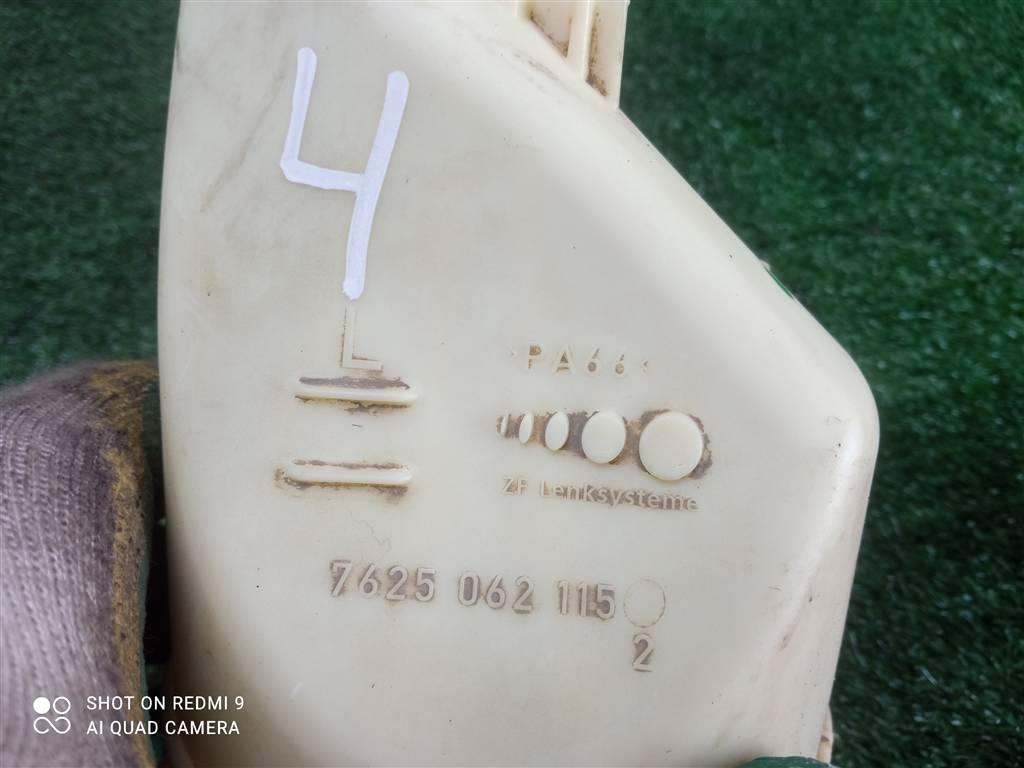 4
L
>PA66<
ZF Lenksysteme
7625 062 115
2
SHOT ON REDMI 9
AI QUAD CAMERA